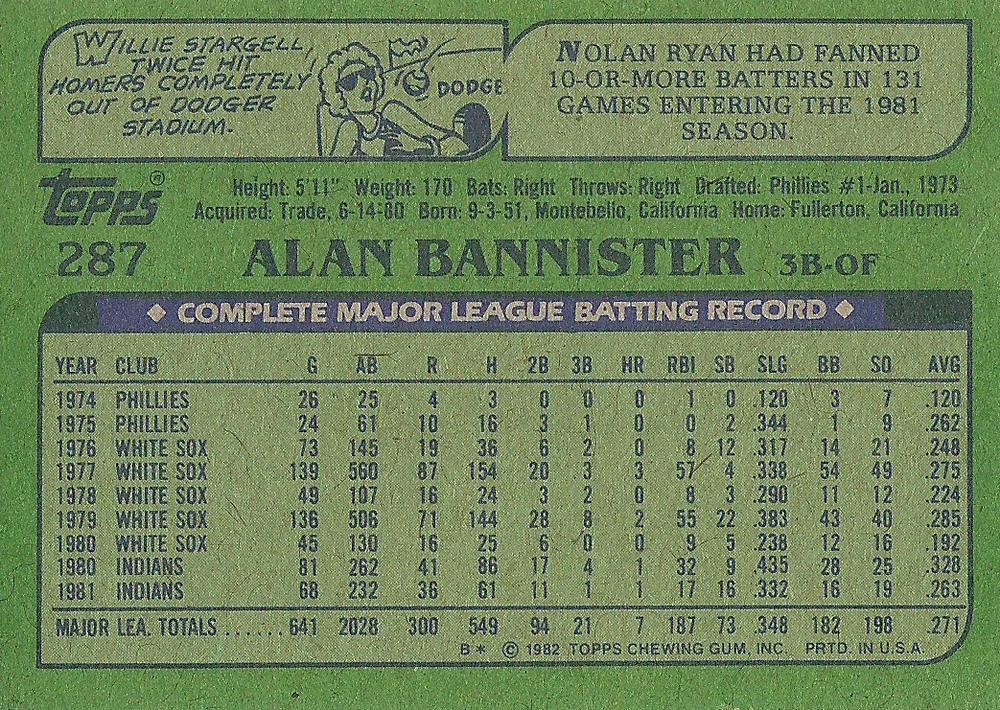 WILLIE STARGELL
TWICE HIT
HOMERS COMPLETELY
OUT OF DODGER
STADIUM.
DODGE
NOLAN RYAN HAD FANNED
10-OR-MORE BATTERS IN 131
GAMES ENTERING THE 1981
SEASON.
Topps®
Height: 5'11" Weight: 170 Bats: Right Throws: Right Drafted: Phillies #1-Jan., 1973
Acquired: Trade, 6-14-80 Born: 9-3-51, Montebello, California Home: Fullerton, California
287 ALAN BANNISTER 3B-OF
◆ COMPLETE MAJOR LEAGUE BATTING RECORD ◆
YEAR CLUB G AB R H 2B 3B HR RBI SB SLG BB SO AVG
1974 PHILLIES 26 25 4 3 0 0 0 1 0 .120 3 7 .120
1975 PHILLIES 24 61 10 16 3 1 0 0 2 .344 1 9 .262
1976 WHITE SOX 73 145 19 36 6 2 0 8 12 .317 14 21 .248
1977 WHITE SOX 139 560 87 154 20 3 3 57 4 .338 54 49 .275
1978 WHITE SOX 49 107 16 24 3 2 0 8 3 .290 11 12 .224
1979 WHITE SOX 136 506 71 144 28 8 2 55 22 .383 43 40 .285
1980 WHITE SOX 45 130 16 25 6 0 0 9 5 .238 12 16 .192
1980 INDIANS 81 262 41 86 17 4 1 32 9 .435 28 25 .328
1981 INDIANS 68 232 36 61 11 1 1 17 16 .332 16 19 .263
MAJOR LEA. TOTALS ...... 641 2028 300 549 94 21 7 187 73 .348 182 198 .271
B* © 1982 TOPPS CHEWING GUM, INC. PRTD. IN U.S.A.